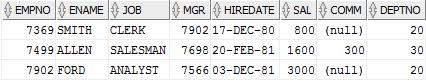 EMPNO ENAME JOB MGR HIREDATE SAL COMM DEPTNO
7369 SMITH CLERK 7902 17-DEC-80 800 (null) 20
7499 ALLEN SALESMAN 7698 20-FEB-81 1600 300 30
7902 FORD ANALYST 7566 03-DEC-81 3000 (null) 20